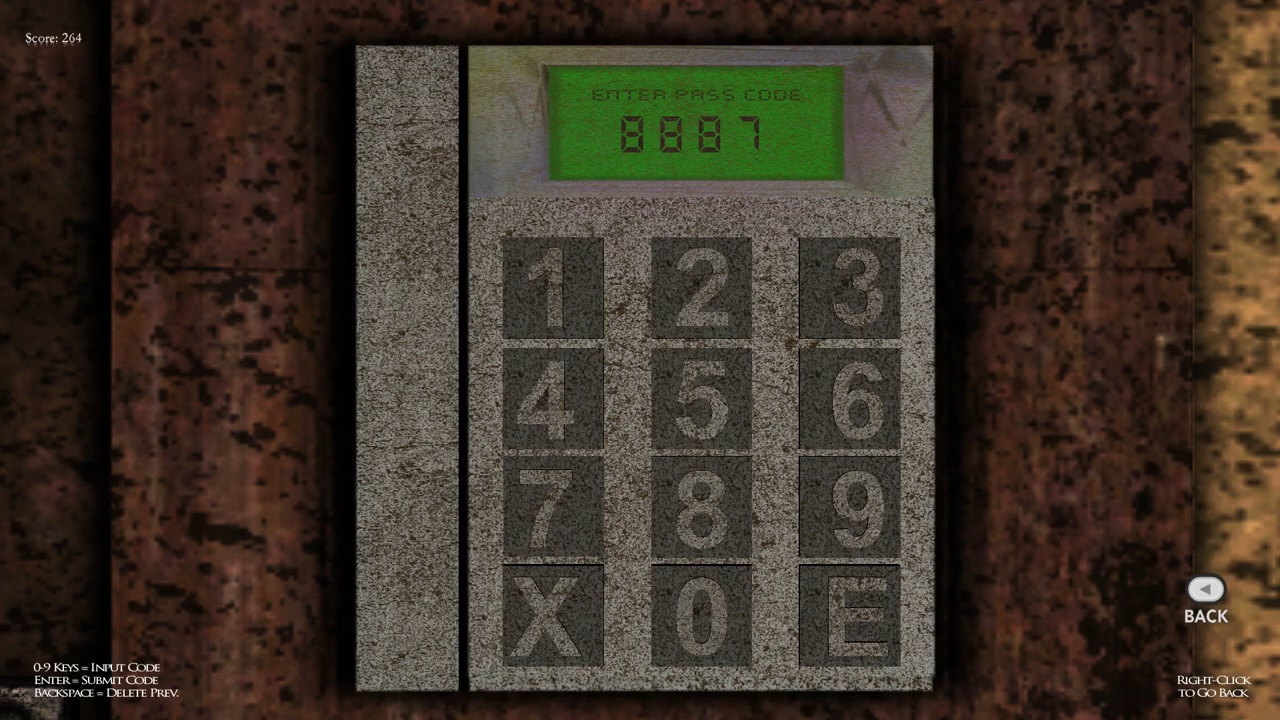 Score: 264
ENTER PASS CODE
8887
1 2 3
4 5 6
7 8 9
X 0 E
BACK
0-9 Keys = Input Code
Enter = Submit Code
Backspace = Delete Prev.
Right-Click
to Go Back